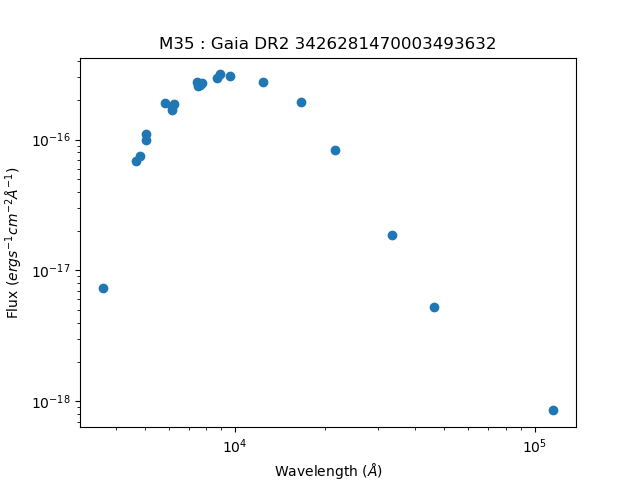 M35 : Gaia DR2 3426281470003493632
Flux (ergs⁻¹cm⁻²Å⁻¹)
10⁻¹⁶
10⁻¹⁷
10⁻¹⁸
10⁴
10⁵
Wavelength (Å)